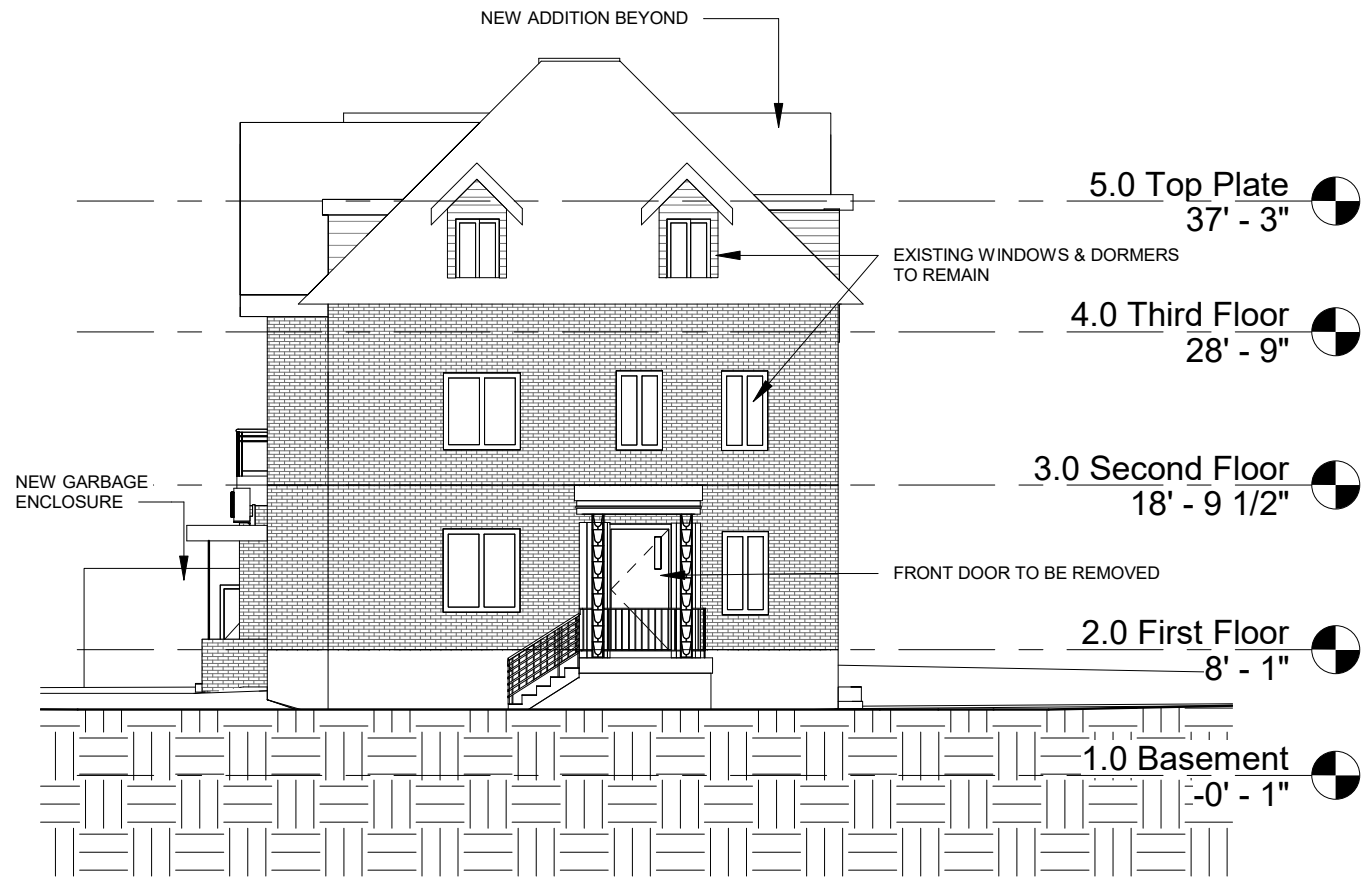 NEW ADDITION BEYOND
5.0 Top Plate
37' - 3"
EXISTING WINDOWS & DORMERS
TO REMAIN
4.0 Third Floor
28' - 9"
3.0 Second Floor
18' - 9 1/2"
NEW GARBAGE
ENCLOSURE
FRONT DOOR TO BE REMOVED
2.0 First Floor
8' - 1"
1.0 Basement
-0' - 1"